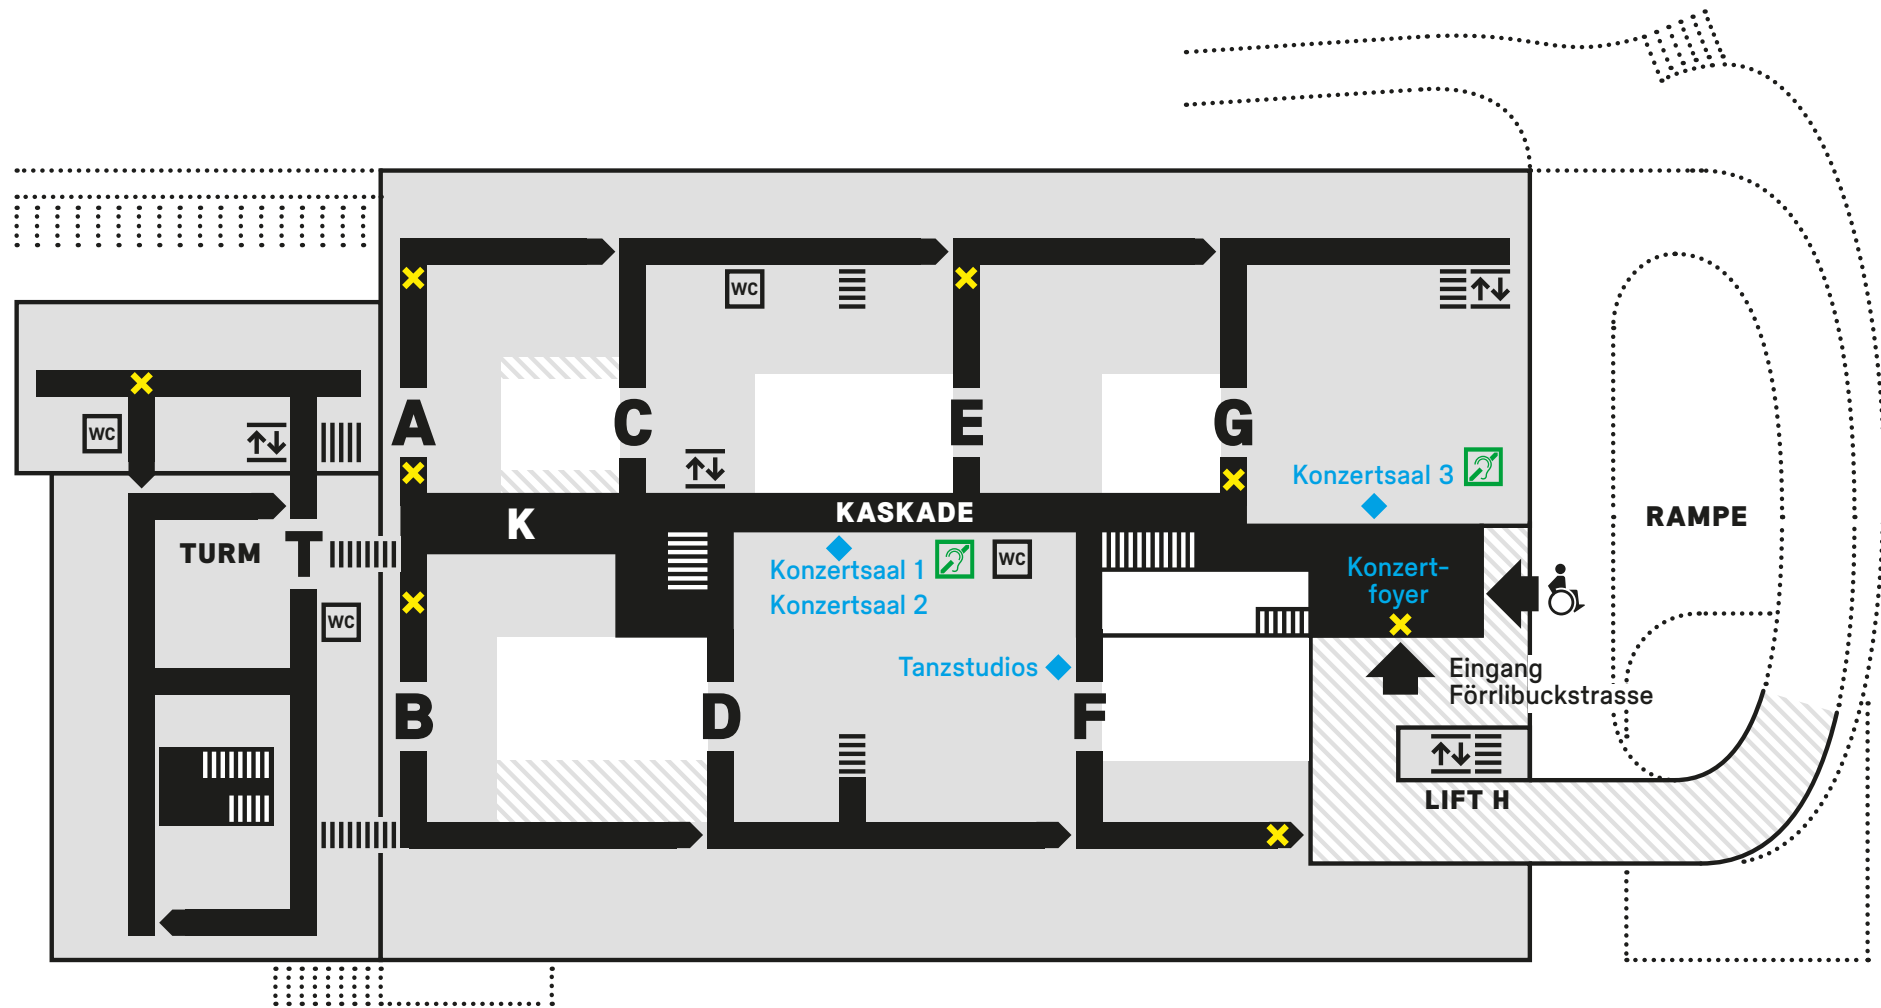 WC
WC
A
C
E
G
Konzertsaal 3
K
KASKADE
RAMPE
TURM
T
Konzertsaal 1
WC
Konzertsaal 2
Konzert-
foyer
WC
Tanzstudios
Eingang
Förrlibuckstrasse
B
D
F
LIFT H